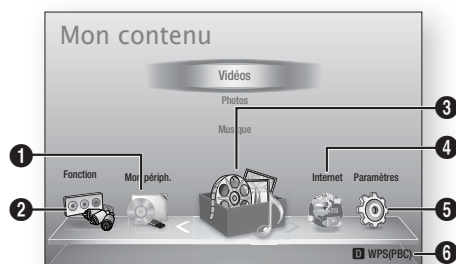 Mon contenu
Vidéos
Photos
Musique
3
4
1
Fonction Mon périph. Internet Paramètres
2
5
D WPS(PBC)
6